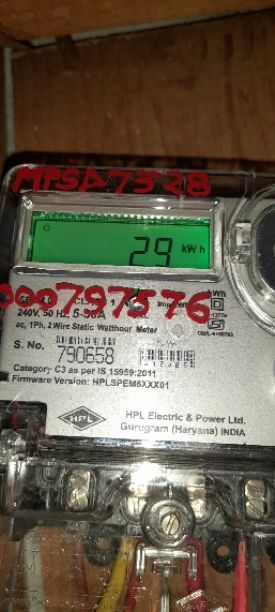 MPSA7328
29 kWh
000797576
240V, 50 Hz 5-30A
ac, 1Ph, 2 Wire Static Watthour Meter
S. No. 790658
Category C3 as per IS 15959:2011
Firmware Version: HPLSPEM6XXX01
HPL
HPL Electric & Power Ltd.
Gurugram (Haryana) INDIA